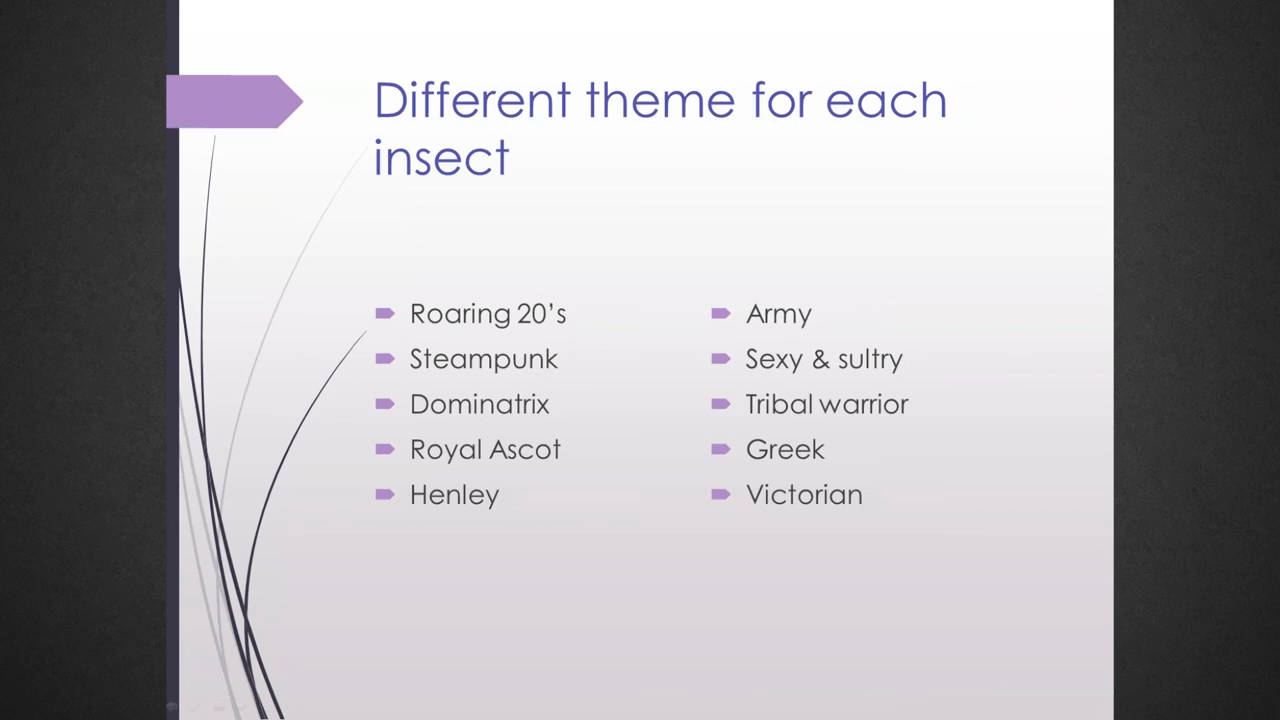 Different theme for each
insect
Roaring 20’s
Steampunk
Dominatrix
Royal Ascot
Henley
Army
Sexy & sultry
Tribal warrior
Greek
Victorian